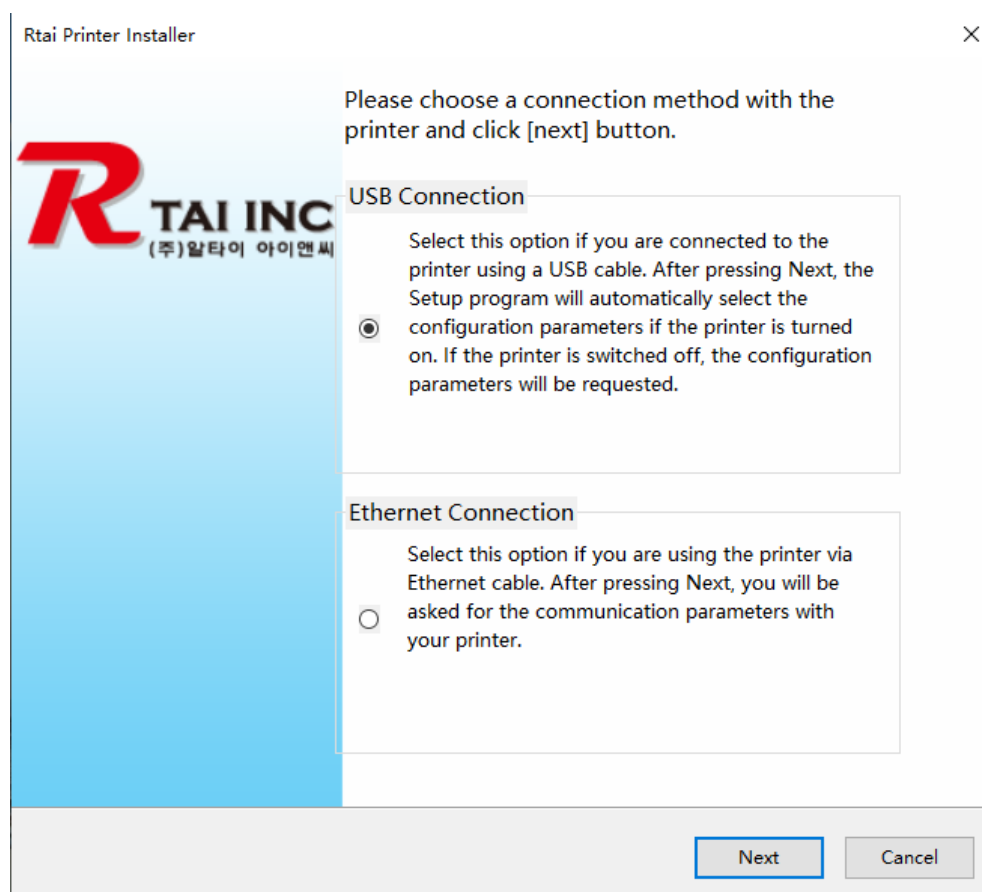 Rtai Printer Installer
Please choose a connection method with the
printer and click [next] button.
R TAI INC
(주)알타이 아이앤씨
USB Connection
Select this option if you are connected to the
printer using a USB cable. After pressing Next, the
Setup program will automatically select the
configuration parameters if the printer is turned
on. If the printer is switched off, the configuration
parameters will be requested.
Ethernet Connection
Select this option if you are using the printer via
Ethernet cable. After pressing Next, you will be
asked for the communication parameters with
your printer.
Next
Cancel